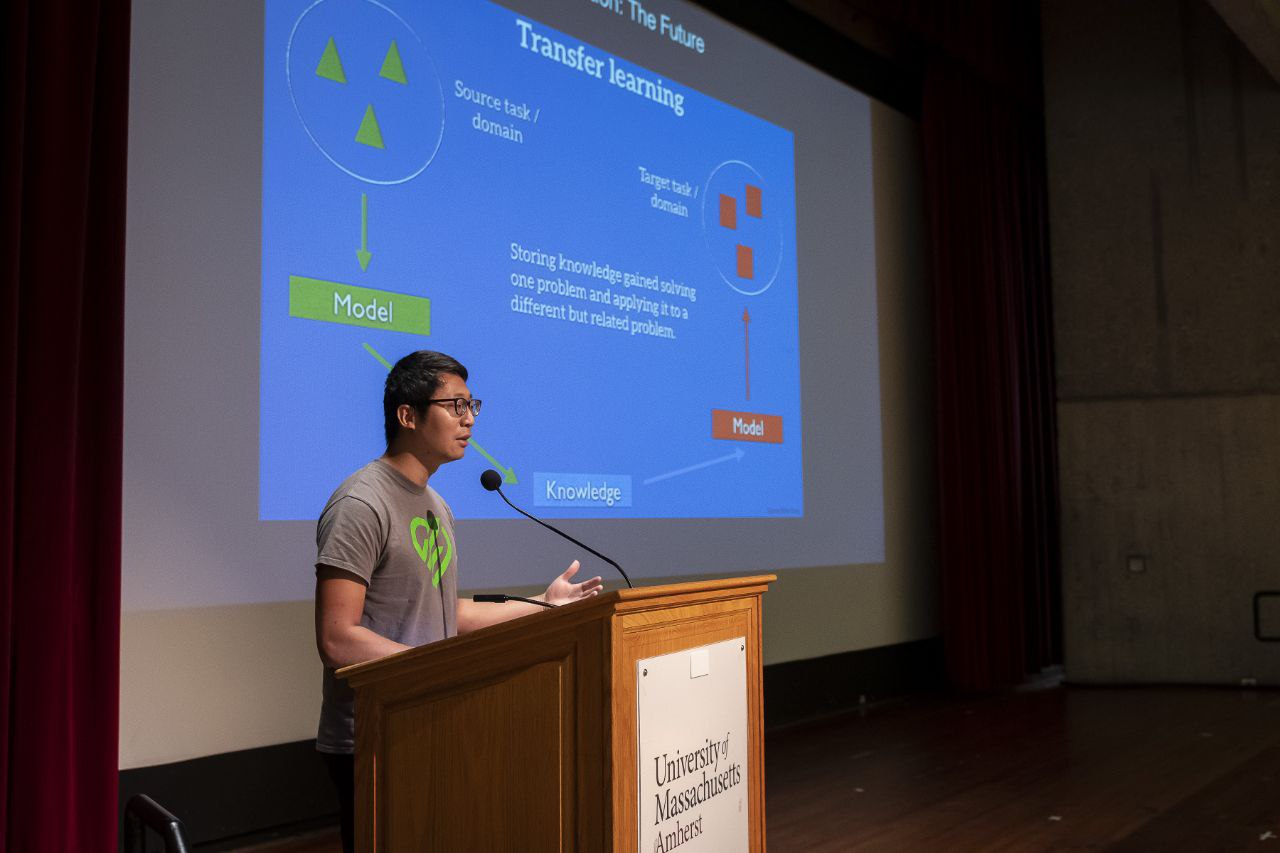 The Future
Transfer learning
Source task /
domain
Target task /
domain
Storing knowledge gained solving
one problem and applying it to a
different but related problem.
Model
Model
Knowledge
University of
Massachusetts
Amherst